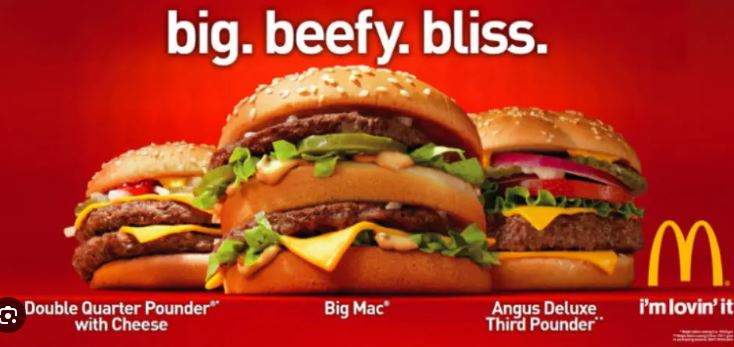 big. beefy. bliss.
Double Quarter Pounder®*
with Cheese
Big Mac®
Angus Deluxe
Third Pounder**
i'm lovin' it